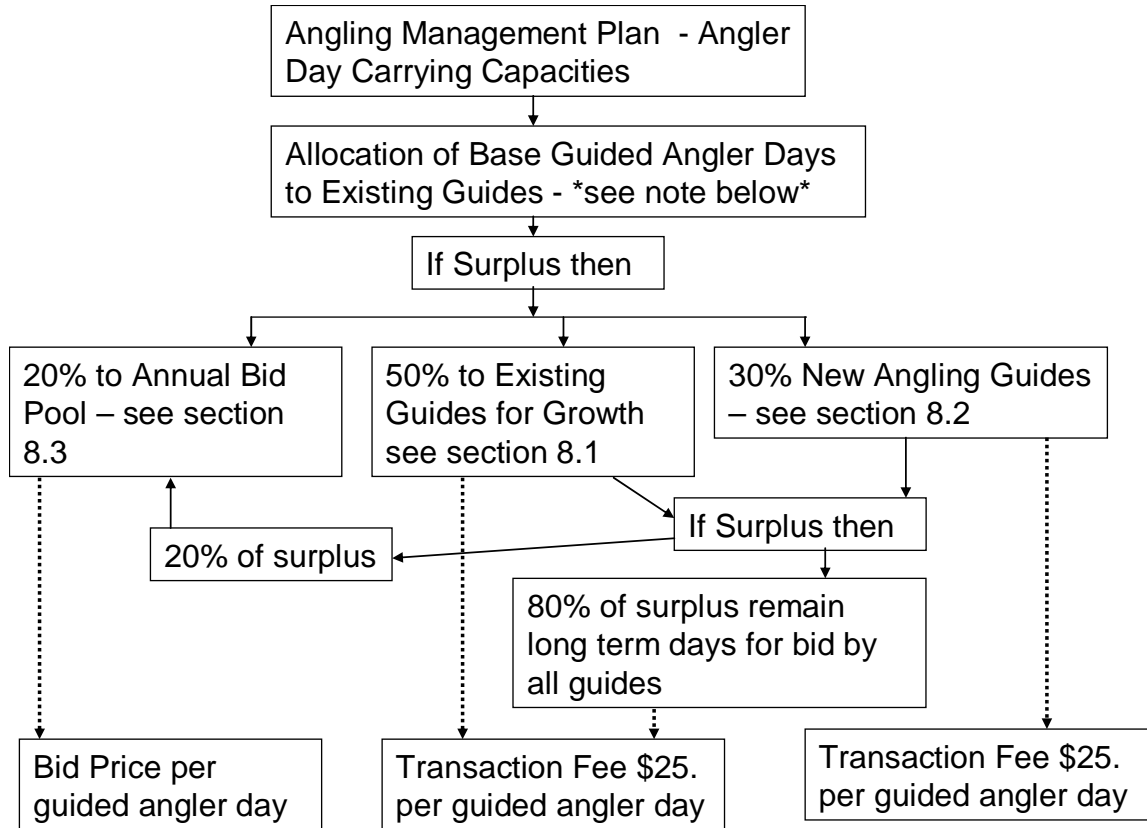 Angling Management Plan - Angler
Day Carrying Capacities
Allocation of Base Guided Angler Days
to Existing Guides - *see note below*
If Surplus then
20% to Annual Bid
Pool – see section
8.3
50% to Existing
Guides for Growth
see section 8.1
30% New Angling Guides
– see section 8.2
If Surplus then
20% of surplus
80% of surplus remain
long term days for bid by
all guides
Bid Price per
guided angler day
Transaction Fee $25.
per guided angler day
Transaction Fee $25.
per guided angler day